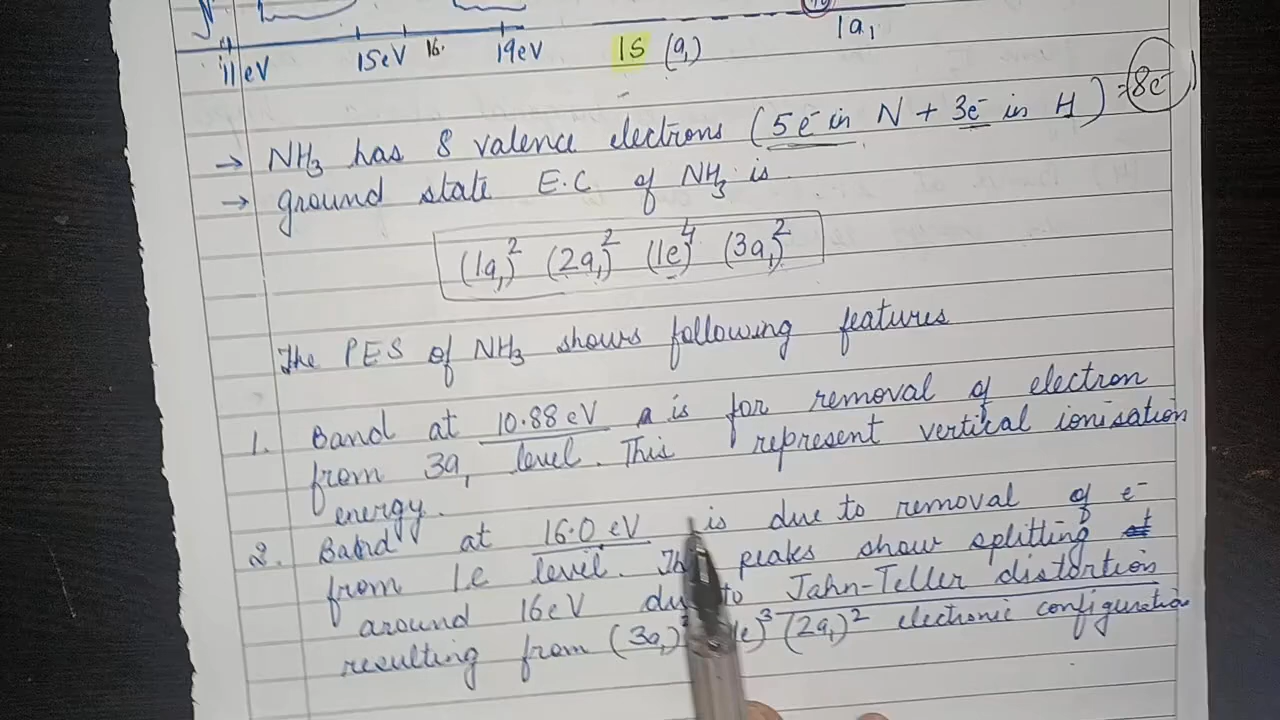 11eV 15eV 16. 19eV 1S (a₁) 1a₁
→ NH₃ has 8 valence electrons (5e⁻ in N + 3e⁻ in H) = 8e⁻
→ ground state E.C of NH₃ is
(1a₁)² (2a₁)² (1e)⁴ (3a₁)²
The PES of NH₃ shows following features
1. Band at 10.88 eV is for removal of electron
from 3a₁ level. This represent vertical ionisation
energy.
2. Band at 16.0 eV is due to removal of e⁻
from 1e level. peaks show splitting
around 16eV to Jahn-Teller distortion
resulting from (3a₁) e)³ (2a₁)² electronic configuration